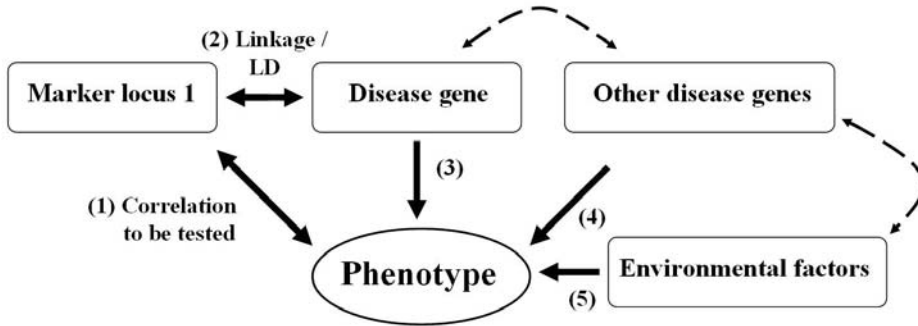 (2) Linkage /
LD
Marker locus 1
Disease gene
Other disease genes
(3)
(1) Correlation
to be tested
(4)
Phenotype
Environmental factors
(5)